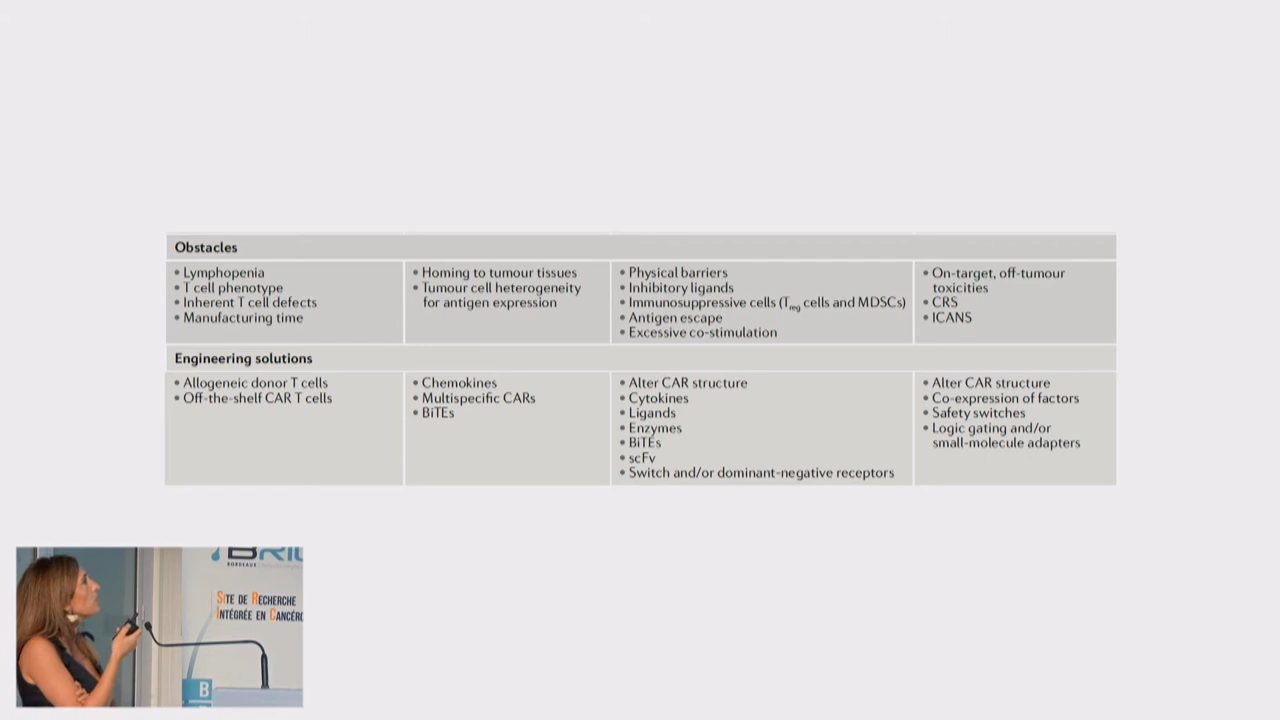 Obstacles
• Lymphopenia
• T cell phenotype
• Inherent T cell defects
• Manufacturing time
• Homing to tumour tissues
• Tumour cell heterogeneity
for antigen expression
• Physical barriers
• Inhibitory ligands
• Immunosuppressive cells (Treg cells and MDSCs)
• Antigen escape
• Excessive co-stimulation
• On-target, off-tumour
toxicities
• CRS
• ICANS
Engineering solutions
• Allogeneic donor T cells
• Off-the-shelf CAR T cells
• Chemokines
• Multispecific CARs
• BiTEs
• Alter CAR structure
• Cytokines
• Ligands
• Enzymes
• BiTEs
• scFv
• Switch and/or dominant-negative receptors
• Alter CAR structure
• Co-expression of factors
• Safety switches
• Logic gating and/or
small-molecule adapters
BORDEAUX
SITE DE RECHERCHE
INTÉGRÉE EN
B